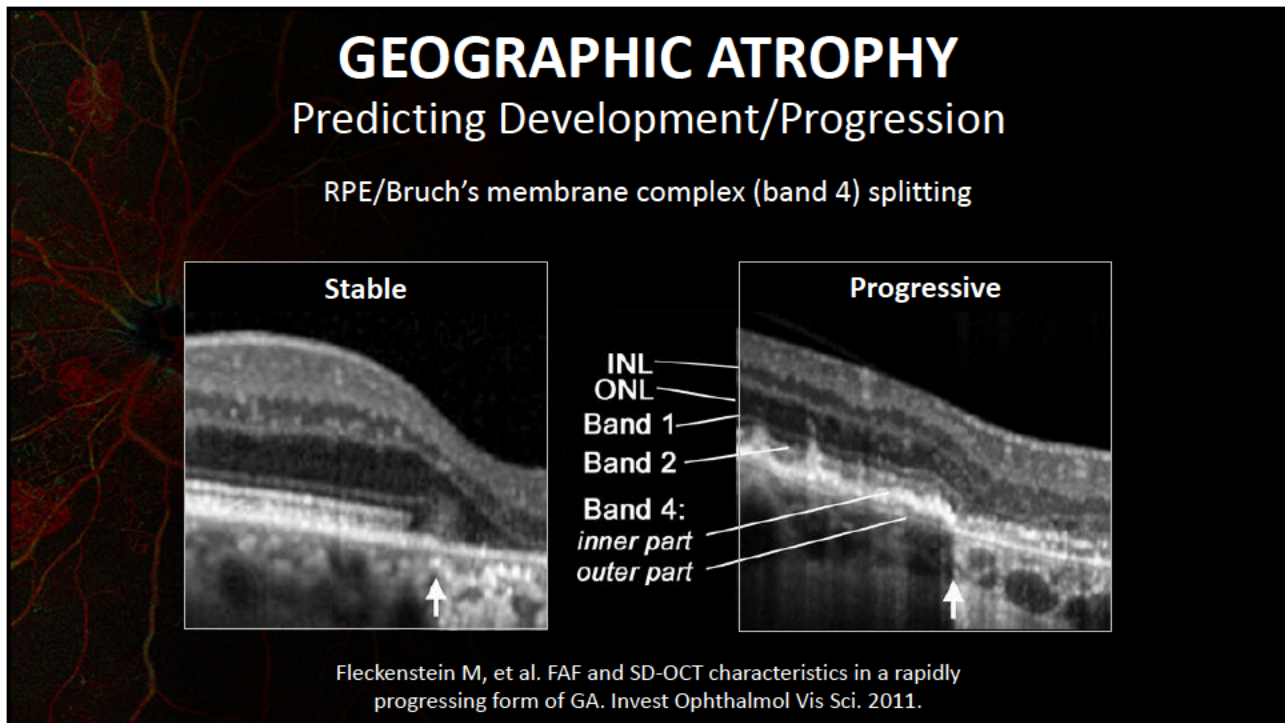 GEOGRAPHIC ATROPHY
Predicting Development/Progression
RPE/Bruch's membrane complex (band 4) splitting
Stable
Progressive
INL
ONL
Band 1
Band 2
Band 4:
inner part
outer part
Fleckenstein M, et al. FAF and SD-OCT characteristics in a rapidly
progressing form of GA. Invest Ophthalmol Vis Sci. 2011.